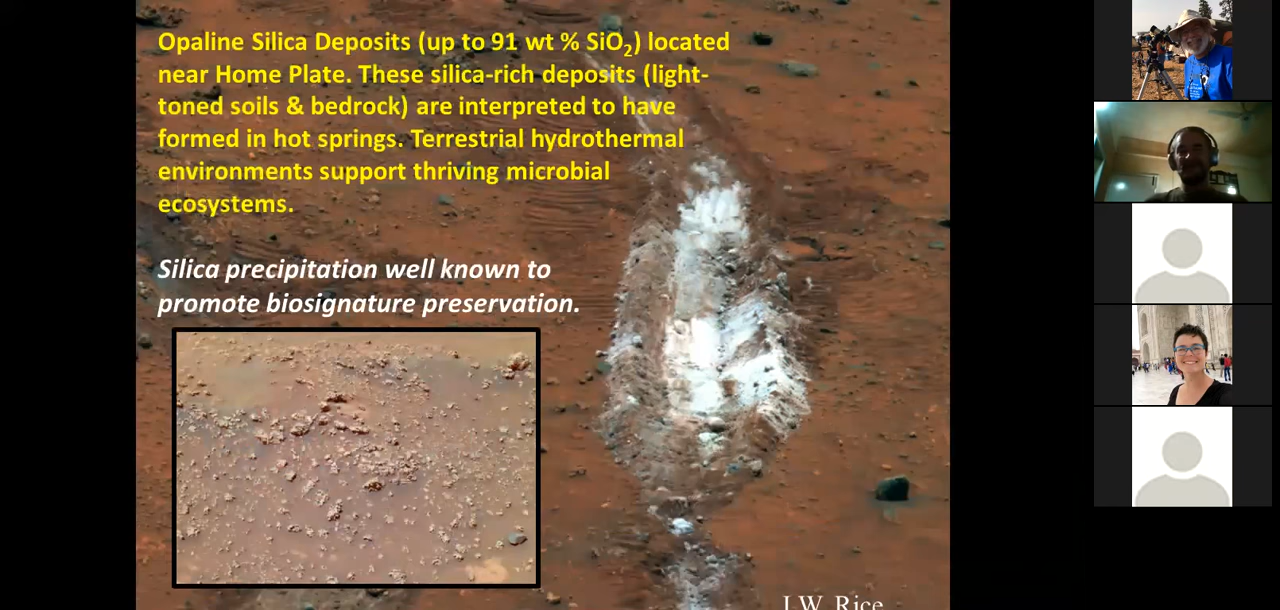 Opaline Silica Deposits (up to 91 wt % SiO₂) located
near Home Plate. These silica-rich deposits (light-
toned soils & bedrock) are interpreted to have
formed in hot springs. Terrestrial hydrothermal
environments support thriving microbial
ecosystems.
Silica precipitation well known to
promote biosignature preservation.
J.W. Rice